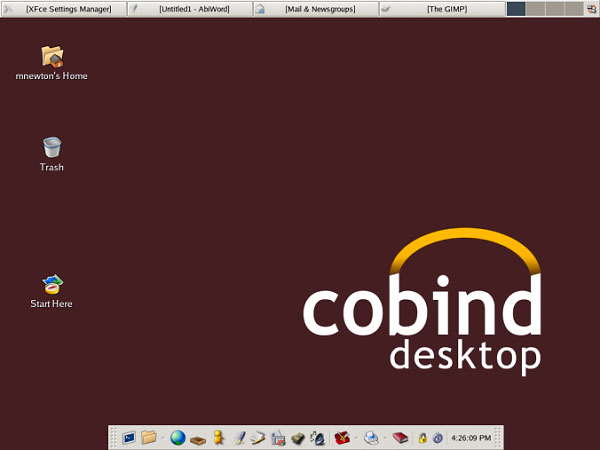 [XFce Settings Manager] [Untitled1 - AbiWord] [Mail & Newsgroups] [The GIMP]
mnewton's Home
Trash
Start Here
cobind
desktop
4:26:09 PM